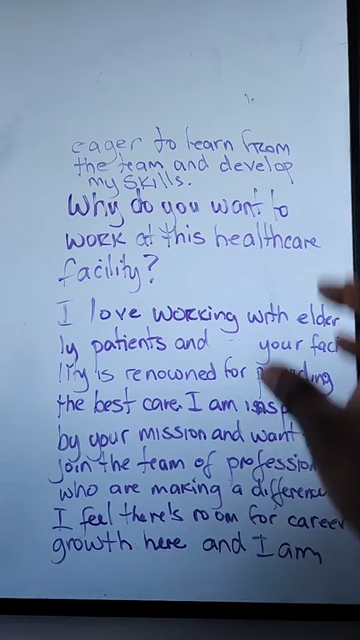 eager to learn from
the team and develop
my skills.
Why do you want to
work at this healthcare
facility?
I love working with elder
ly patients and your faci
lity is renowned for
the best care. I am
by your mission and want
join the team of
who are making a difference
I feel there's room for career
growth here and I am